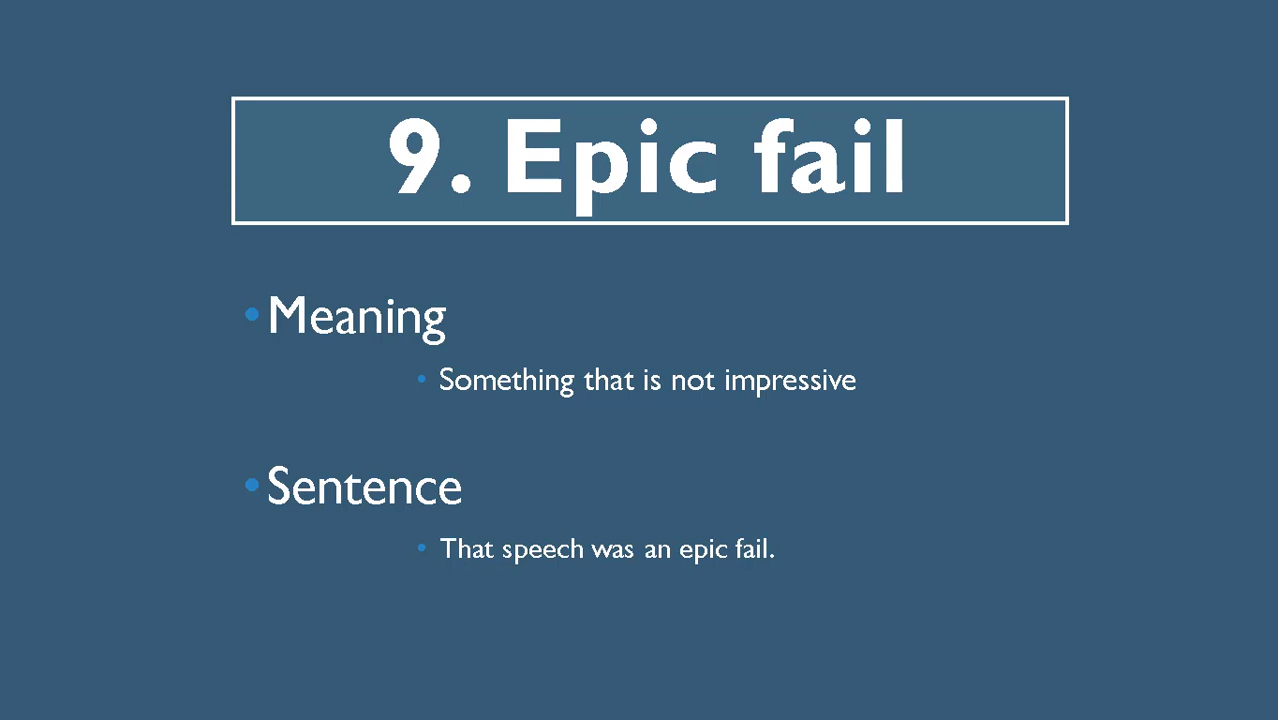 9. Epic fail
• Meaning
• Something that is not impressive
• Sentence
• That speech was an epic fail.